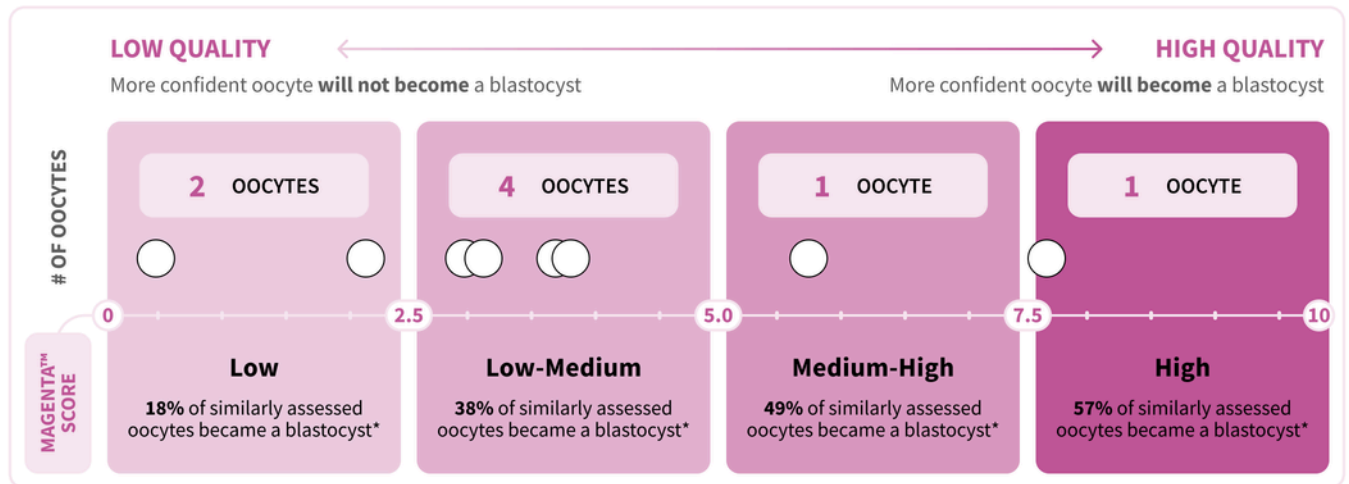 LOW QUALITY
HIGH QUALITY
More confident oocyte will not become a blastocyst
More confident oocyte will become a blastocyst
# OF OOCYTES
2 OOCYTES
4 OOCYTES
1 OOCYTE
1 OOCYTE
0
2.5
5.0
7.5
10
MAGENTA™
SCORE
Low
18% of similarly assessed
oocytes became a blastocyst*
Low-Medium
38% of similarly assessed
oocytes became a blastocyst*
Medium-High
49% of similarly assessed
oocytes became a blastocyst*
High
57% of similarly assessed
oocytes became a blastocyst*